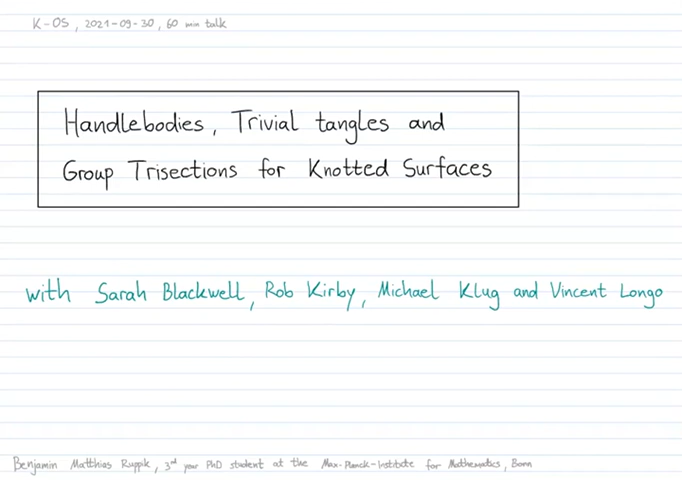 K-OS, 2021-09-30, 60 min talk
Handlebodies, Trivial tangles and
Group Trisections for Knotted Surfaces
with Sarah Blackwell, Rob Kirby, Michael Klug and Vincent Longo
Benjamin Matthias Ruppik, 3rd year PhD student at the Max-Planck-Institute for Mathematics, Bonn